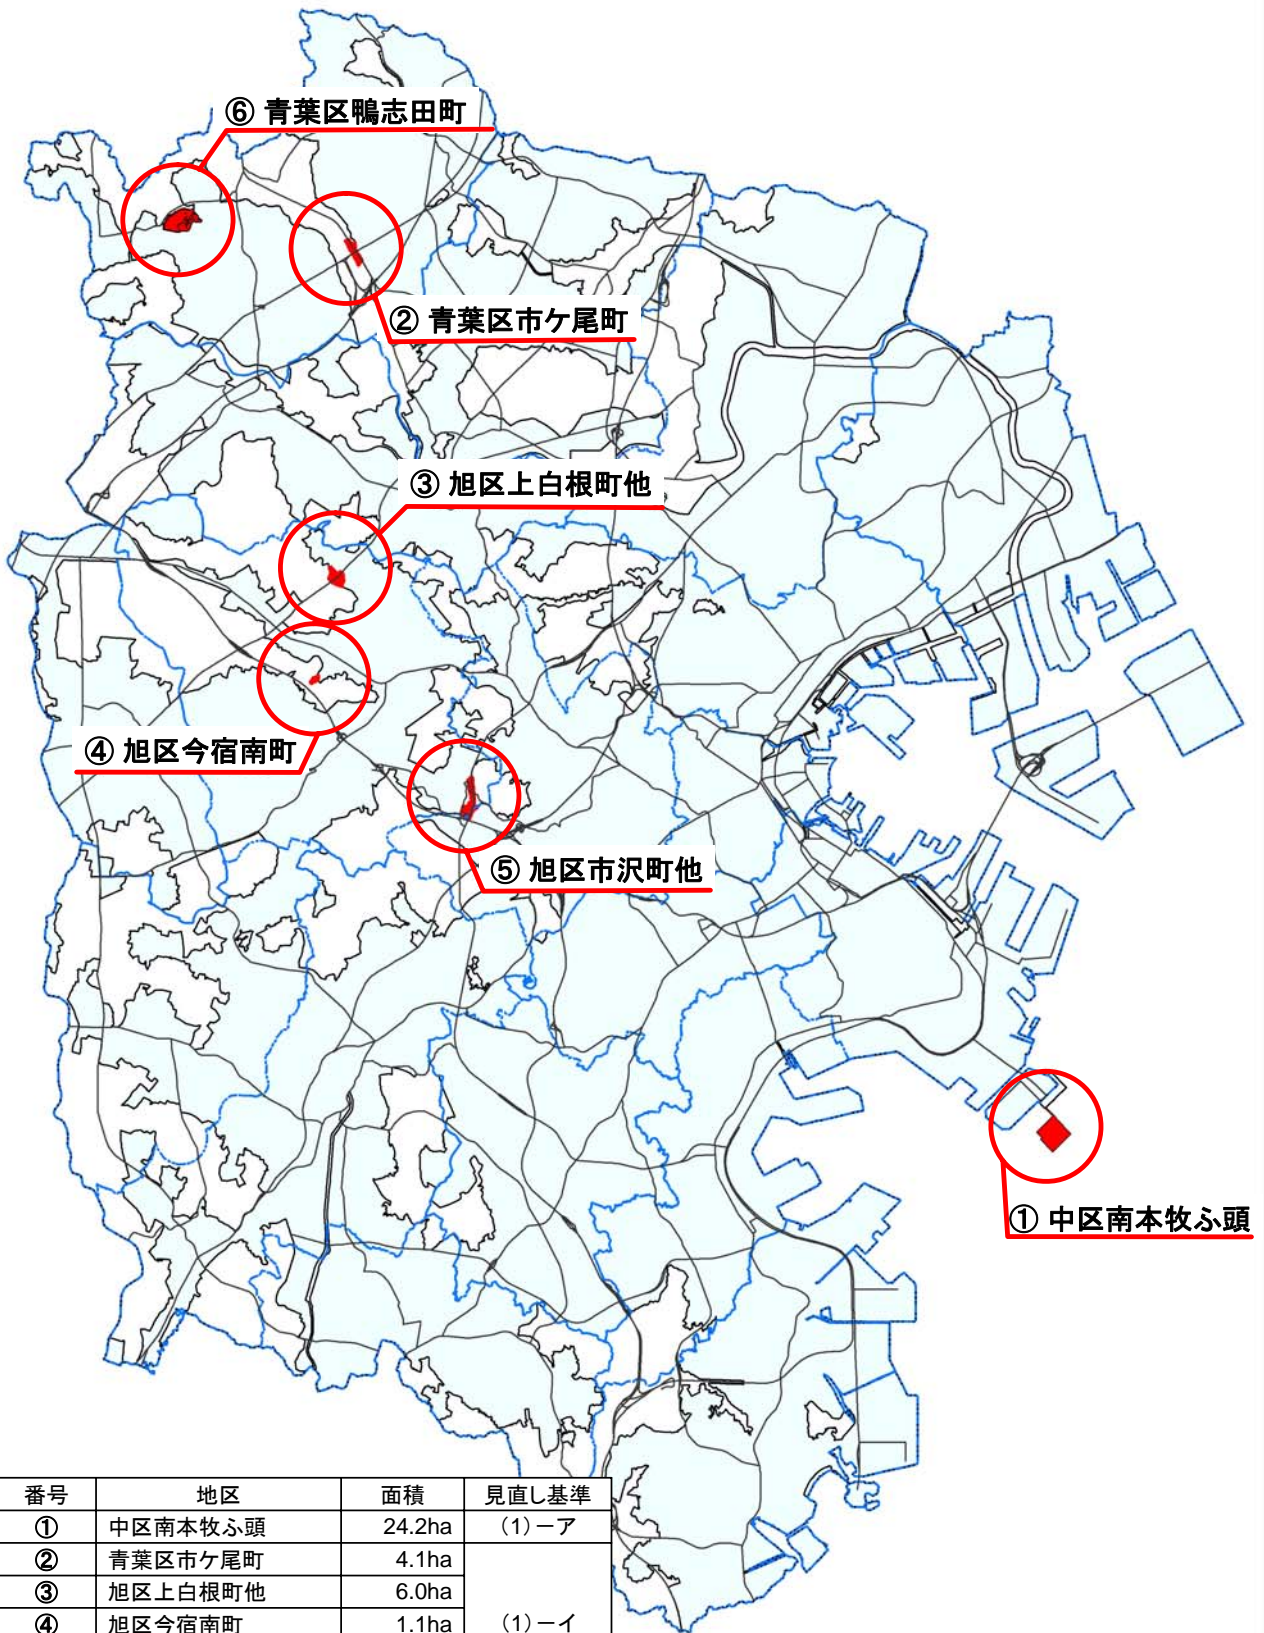 ⑥ 青葉区鴨志田町
② 青葉区市ケ尾町
③ 旭区上白根町他
④ 旭区今宿南町
⑤ 旭区市沢町他
① 中区南本牧ふ頭
番号 地区 面積 見直し基準
① 中区南本牧ふ頭 24.2ha (1)－ア
② 青葉区市ケ尾町 4.1ha
③ 旭区上白根町他 6.0ha
④ 旭区今宿南町 1.1ha (1)－イ